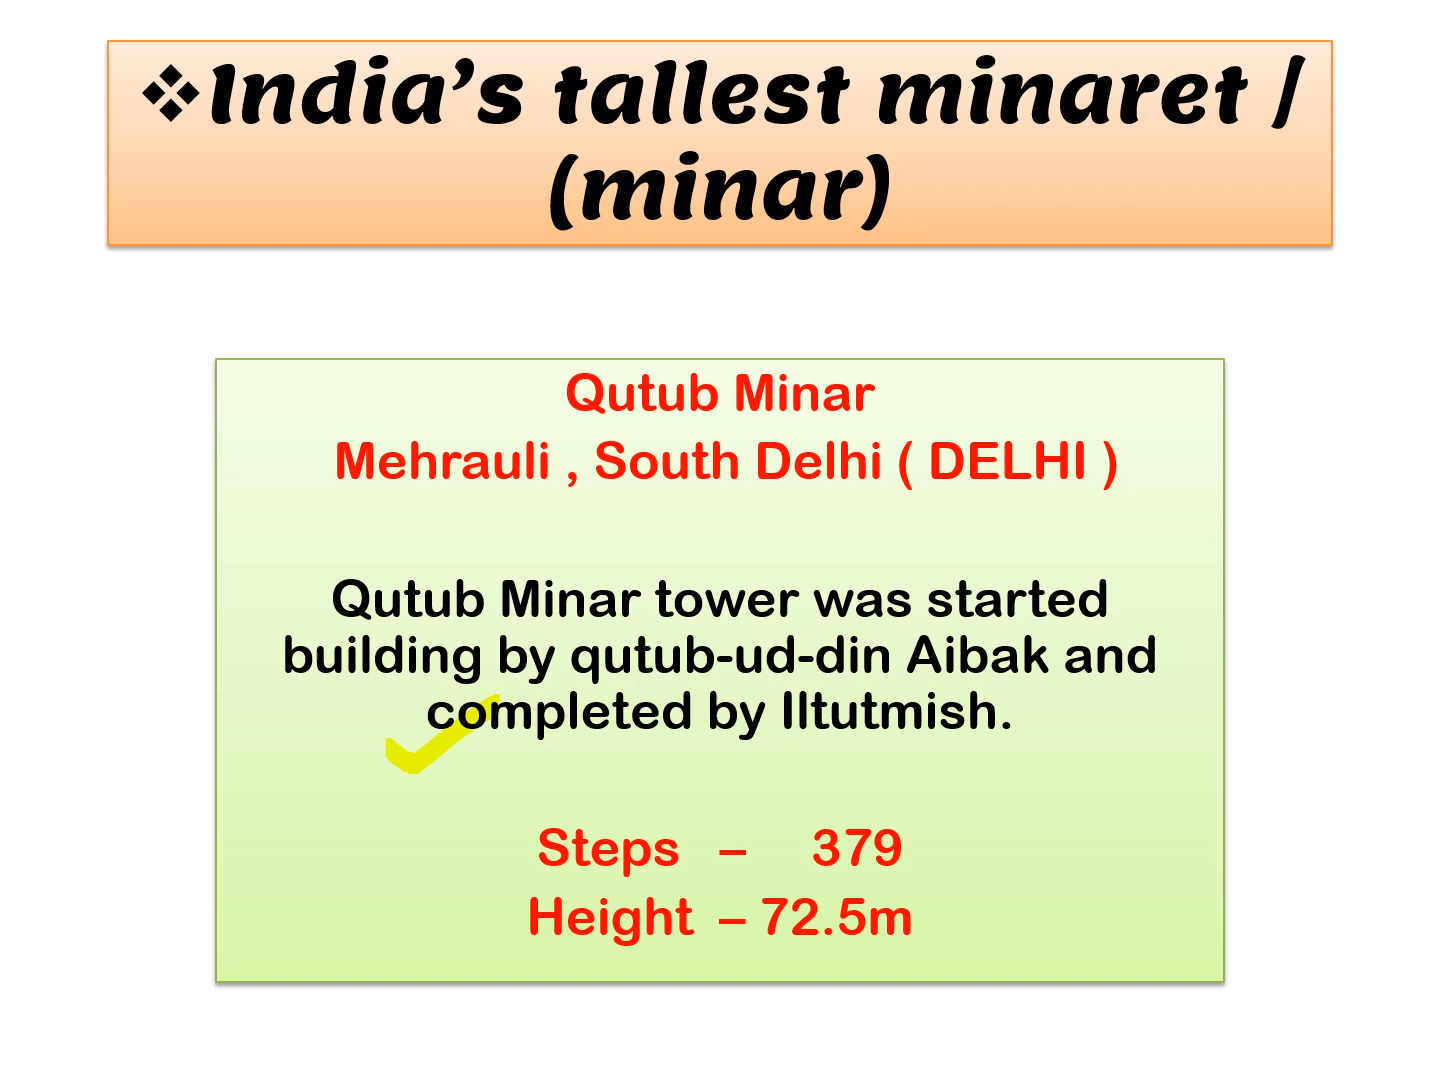 ❖India’s tallest minaret /
(minar)
Qutub Minar
Mehrauli , South Delhi ( DELHI )
Qutub Minar tower was started
building by qutub-ud-din Aibak and
completed by Iltutmish.
Steps – 379
Height – 72.5m